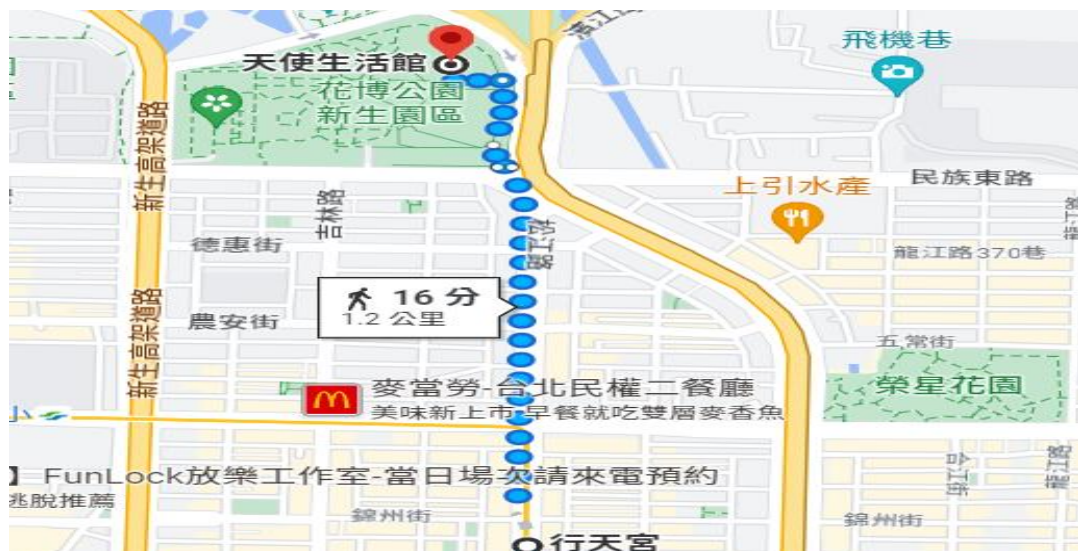 濱江街
飛機巷
天使生活館
花博公園
新生園區
新生高架道路
吉林路
民族東路
上引水產
松江路
德惠街
龍江路370巷
16 分
1.2 公里
農安街
新生高架道路
五常街
麥當勞-台北民權二餐廳
美味新上市 早餐就吃雙層麥香魚
榮星花園
】 FunLock放樂工作室-當日場次請來電預約
逃脫推薦
龍江路
錦州街
錦州街
行天宮